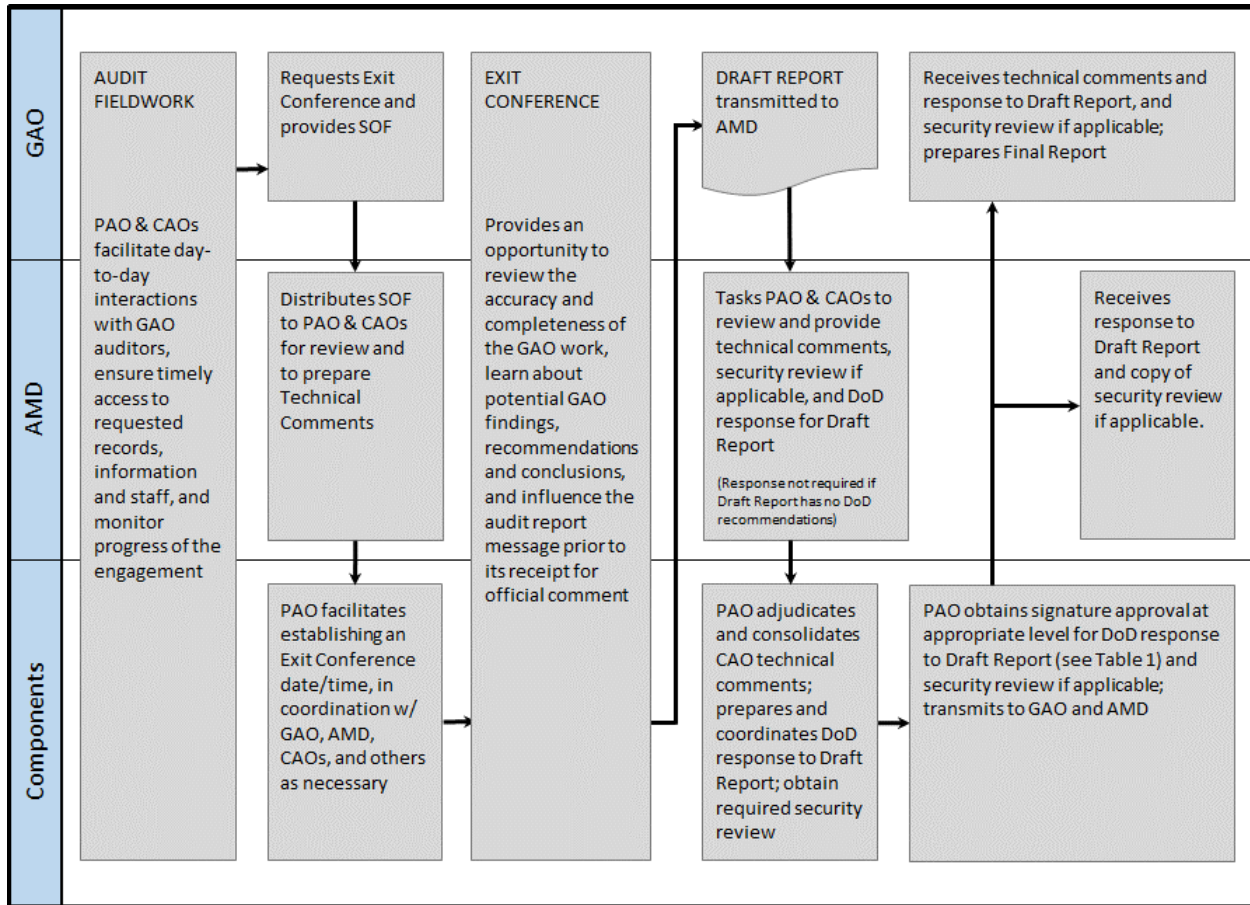 GAO
AUDIT
FIELDWORK
PAO & CAOs
facilitate day-
to-day
interactions
with GAO
auditors,
ensure timely
access to
requested
records,
information
and staff, and
monitor
progress of the
engagement
Requests Exit
Conference and
provides SOF
EXIT
CONFERENCE
Provides an
opportunity to
review the
accuracy and
completeness of
the GAO work,
learn about
potential GAO
findings,
recommendations
and conclusions,
and influence the
audit report
message prior to
its receipt for
official comment
DRAFT REPORT
transmitted to
AMD
Receives technical comments and
response to Draft Report, and
security review if applicable;
prepares Final Report
AMD
Distributes SOF
to PAO & CAOs
for review and
to prepare
Technical
Comments
Tasks PAO & CAOs to
review and provide
technical comments,
security review if
applicable, and DoD
response for Draft
Report
(Response not required if
Draft Report has no DoD
recommendations)
Receives
response to
Draft Report
and copy of
security review
if applicable.
Components
PAO facilitates
establishing an
Exit Conference
date/time, in
coordination w/
GAO, AMD,
CAOs, and others
as necessary
PAO adjudicates
and consolidates
CAO technical
comments;
prepares and
coordinates DoD
response to Draft
Report; obtain
required security
review
PAO obtains signature approval at
appropriate level for DoD response
to Draft Report (see Table 1) and
security review if applicable;
transmits to GAO and AMD